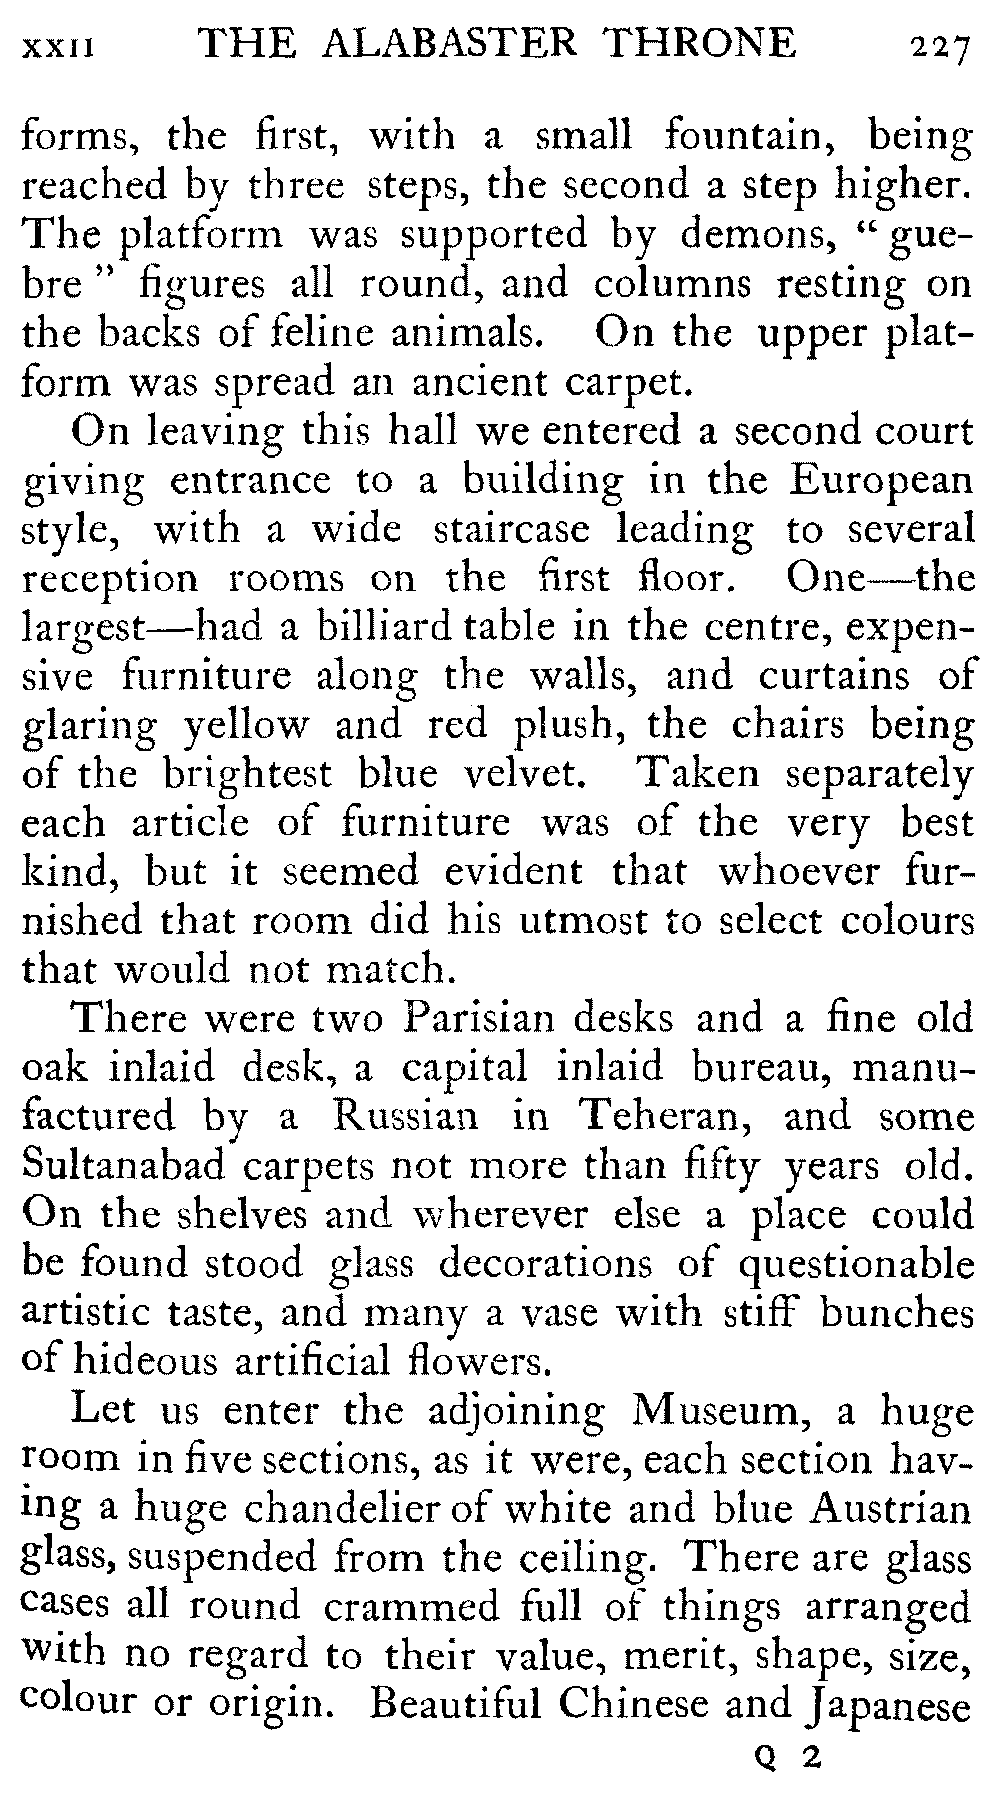 xxii THE ALABASTER THRONE 227
forms, the first, with a small fountain, being
reached by three steps, the second a step higher.
The platform was supported by demons, “ gue-
bre ” figures all round, and columns resting on
the backs of feline animals. On the upper plat-
form was spread an ancient carpet.
On leaving this hall we entered a second court
giving entrance to a building in the European
style, with a wide staircase leading to several
reception rooms on the first floor. One—the
largest—had a billiard table in the centre, expen-
sive furniture along the walls, and curtains of
glaring yellow and red plush, the chairs being
of the brightest blue velvet. Taken separately
each article of furniture was of the very best
kind, but it seemed evident that whoever fur-
nished that room did his utmost to select colours
that would not match.
There were two Parisian desks and a fine old
oak inlaid desk, a capital inlaid bureau, manu-
factured by a Russian in Teheran, and some
Sultanabad carpets not more than fifty years old.
On the shelves and wherever else a place could
be found stood glass decorations of questionable
artistic taste, and many a vase with stiff bunches
of hideous artificial flowers.
Let us enter the adjoining Museum, a huge
room in five sections, as it were, each section hav-
ing a huge chandelier of white and blue Austrian
glass, suspended from the ceiling. There are glass
cases all round crammed full of things arranged
with no regard to their value, merit, shape, size,
colour or origin. Beautiful Chinese and Japanese
Q 2